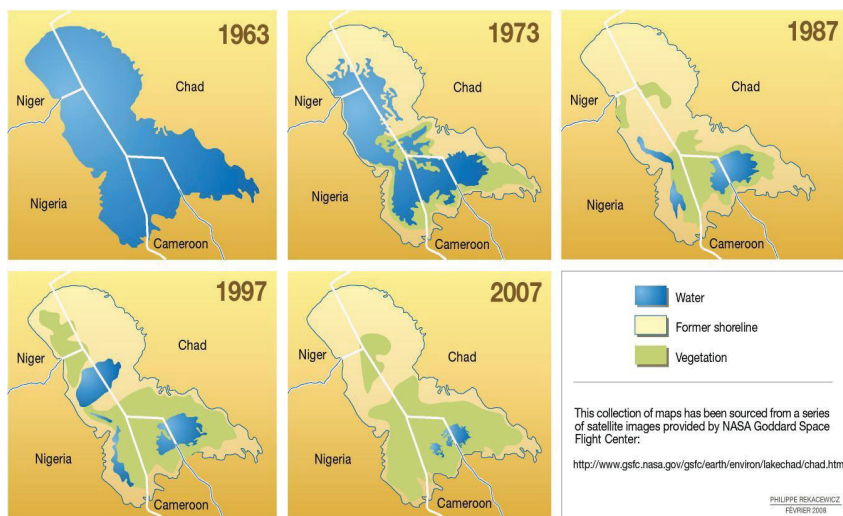 1963
Chad
Niger
Nigeria
Cameroon
1973
Chad
Niger
Nigeria
Cameroon
1987
Chad
Niger
Nigeria
Cameroon
1997
Chad
Niger
Nigeria
Cameroon
2007
Chad
Niger
Nigeria
Cameroon
Water
Former shoreline
Vegetation
This collection of maps has been sourced from a series
of satellite images provided by NASA Goddard Space
Flight Center:
http://www.gsfc.nasa.gov/gsfc/earth/environ/lakechad/chad.htm
PHILIPPE REKACEWICZ
FÉVRIER 2008